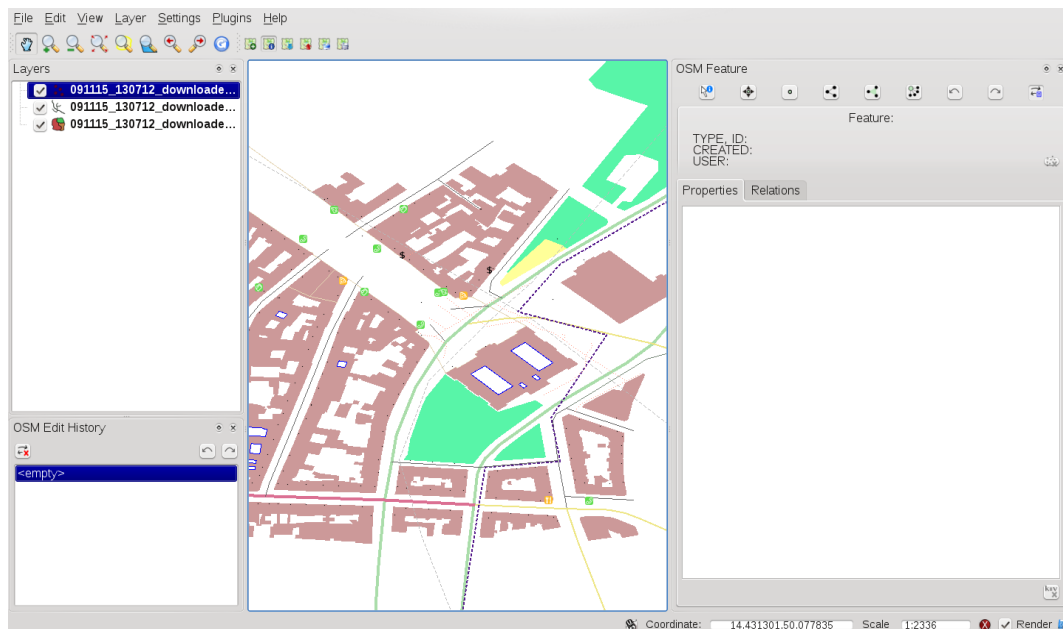 File Edit View Layer Settings Plugins Help
Layers
091115_130712_downloade...
091115_130712_downloade...
091115_130712_downloade...
OSM Edit History
<empty>
OSM Feature
Feature:
TYPE, ID:
CREATED:
USER:
Properties Relations
$
$
Coordinate: 14.431301,50.077835 Scale 1:2336 Render